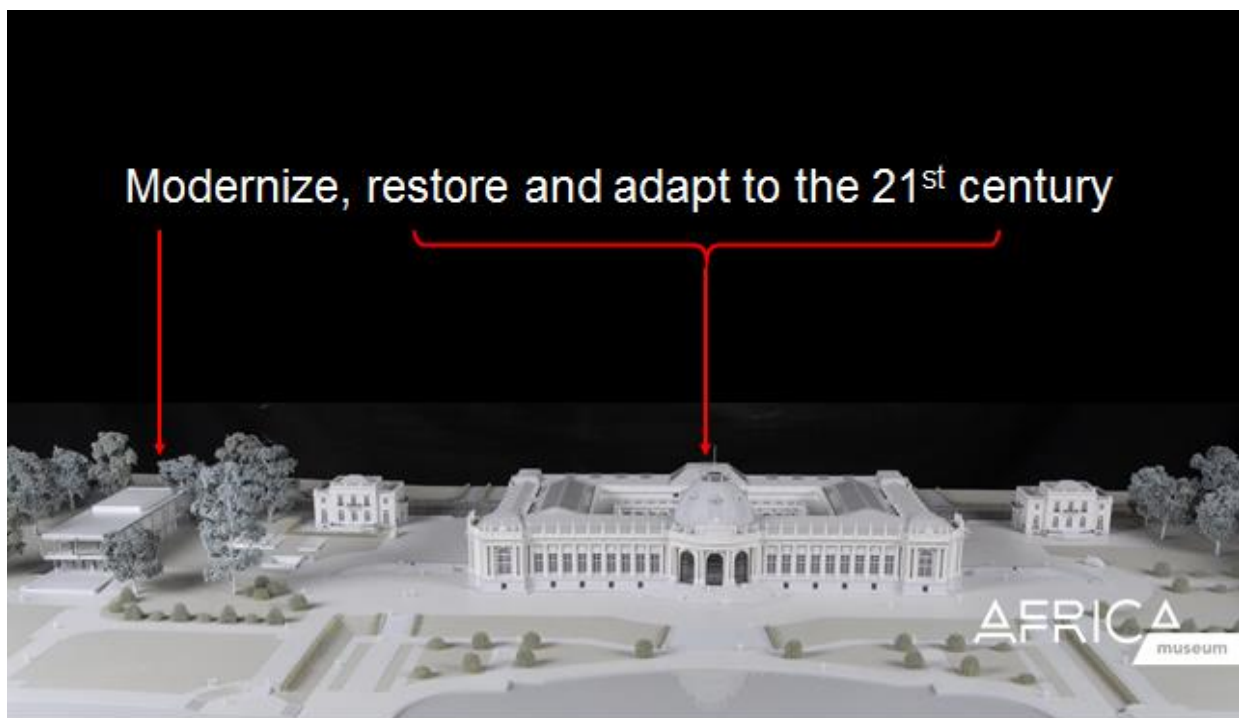 Modernize, restore and adapt to the 21st century
AFRICA
museum